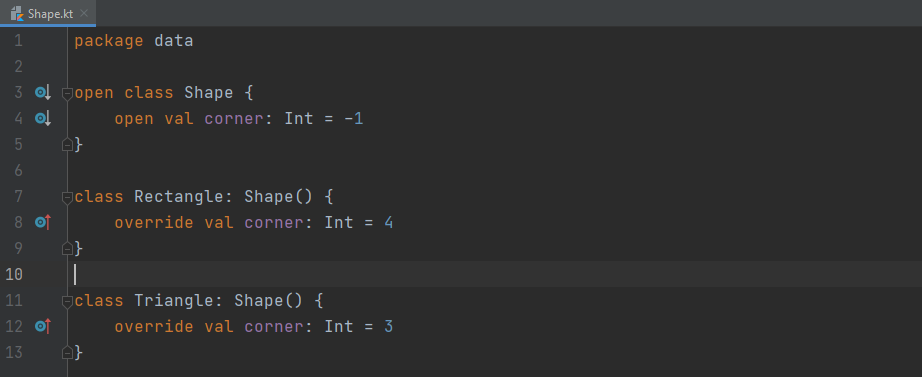 Shape.kt
1 package data
2
3 open class Shape {
4     open val corner: Int = -1
5 }
6
7 class Rectangle: Shape() {
8     override val corner: Int = 4
9 }
10
11 class Triangle: Shape() {
12     override val corner: Int = 3
13 }